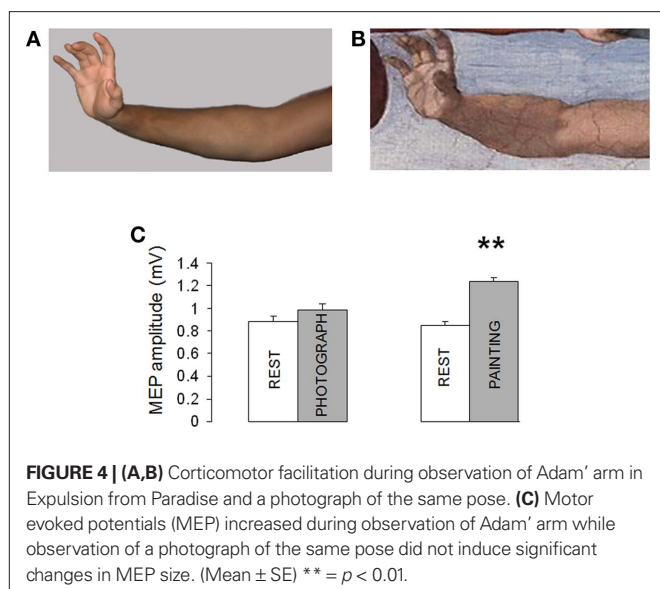 A
B
C
**
MEP amplitude (mV)
1.4
1.2
1
0.8
0.6
0.4
0.2
0
REST
PHOTOGRAPH
REST
PAINTING
FIGURE 4 | (A,B) Corticomotor facilitation during observation of Adam’ arm in
Expulsion from Paradise and a photograph of the same pose. (C) Motor
evoked potentials (MEP) increased during observation of Adam’ arm while
observation of a photograph of the same pose did not induce significant
changes in MEP size. (Mean ± SE) ** = p < 0.01.